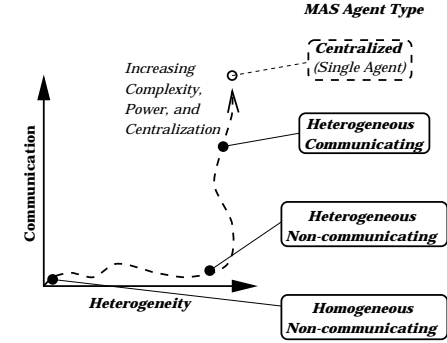 MAS Agent Type
Centralized
(Single Agent)
Increasing
Complexity,
Power, and
Centralization
Heterogeneous
Communicating
Communication
Heterogeneous
Non-communicating
Heterogeneity
Homogeneous
Non-communicating